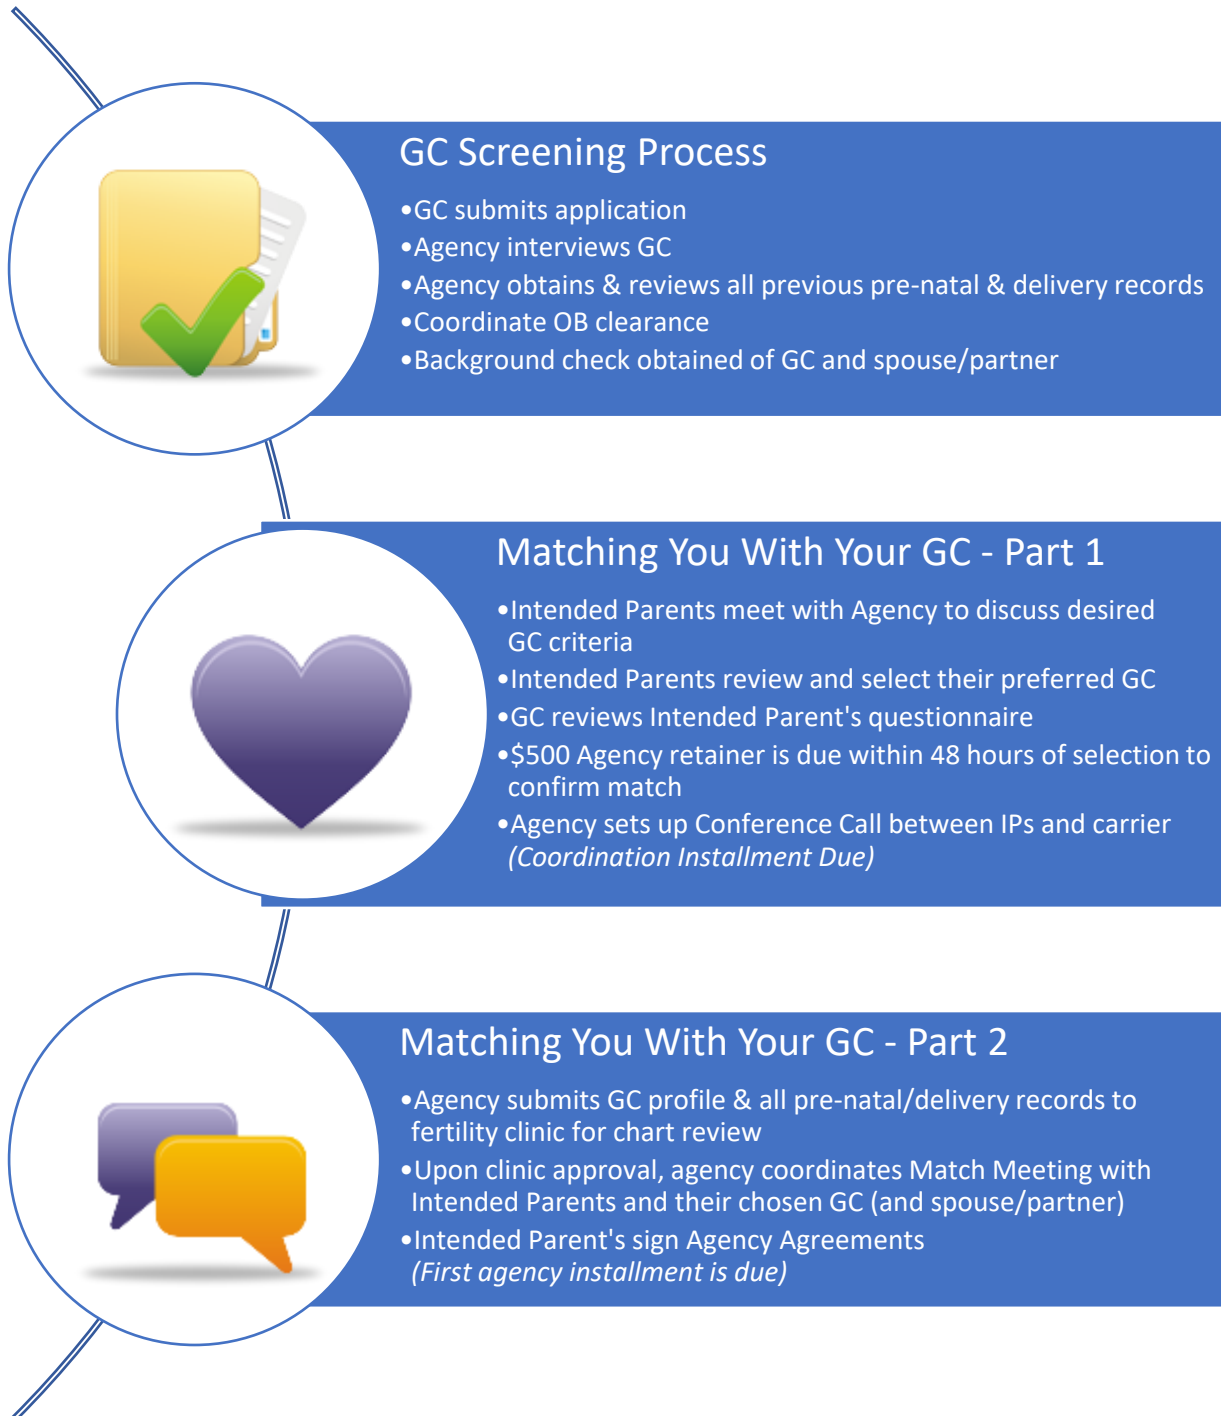 GC Screening Process
•GC submits application
•Agency interviews GC
•Agency obtains & reviews all previous pre-natal & delivery records
•Coordinate OB clearance
•Background check obtained of GC and spouse/partner
Matching You With Your GC - Part 1
•Intended Parents meet with Agency to discuss desired
GC criteria
•Intended Parents review and select their preferred GC
•GC reviews Intended Parent's questionnaire
•$500 Agency retainer is due within 48 hours of selection to
confirm match
•Agency sets up Conference Call between IPs and carrier
(Coordination Installment Due)
Matching You With Your GC - Part 2
•Agency submits GC profile & all pre-natal/delivery records to
fertility clinic for chart review
•Upon clinic approval, agency coordinates Match Meeting with
Intended Parents and their chosen GC (and spouse/partner)
•Intended Parent's sign Agency Agreements
(First agency installment is due)